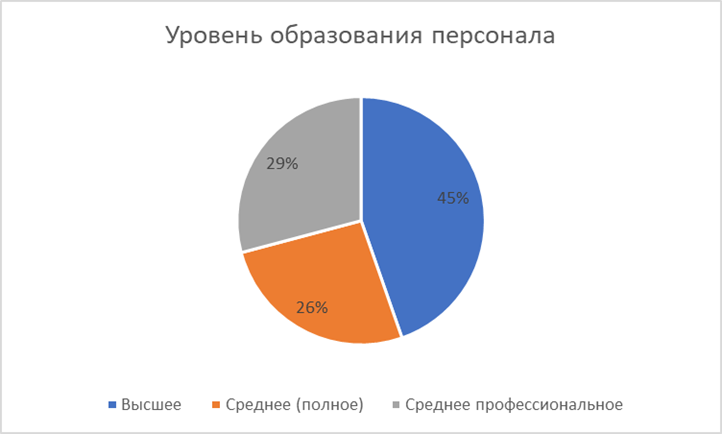 Уровень образования персонала
29%
45%
26%
Высшее
Среднее (полное)
Среднее профессиональное